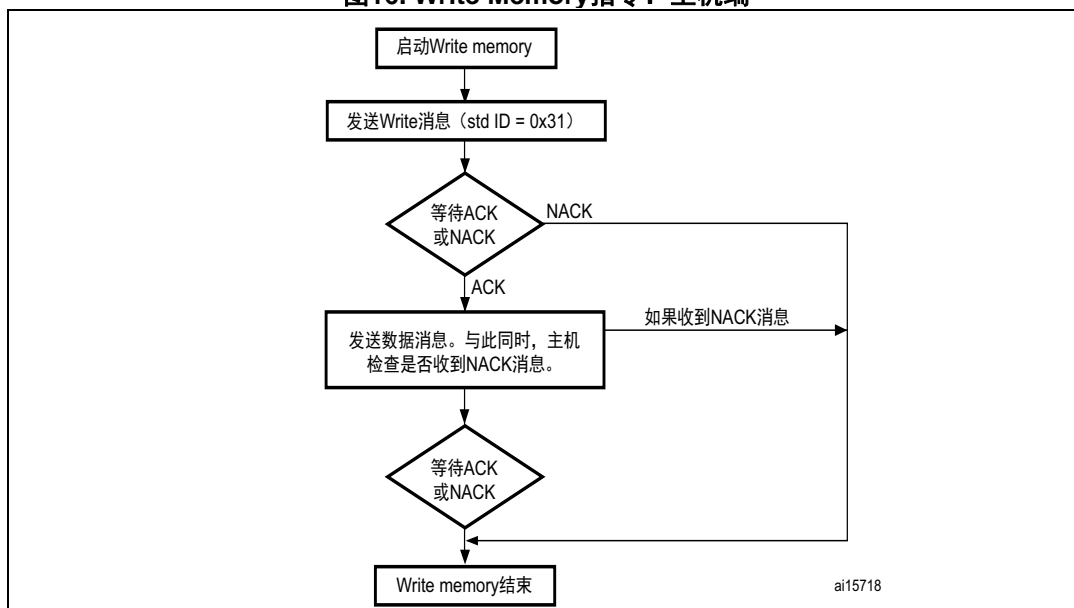 启动Write memory
发送Write消息（std ID = 0x31）
等待ACK
或NACK
NACK
ACK
发送数据消息。与此同时，主机
检查是否收到NACK消息。
如果收到NACK消息
等待ACK
或NACK
Write memory结束
ai15718